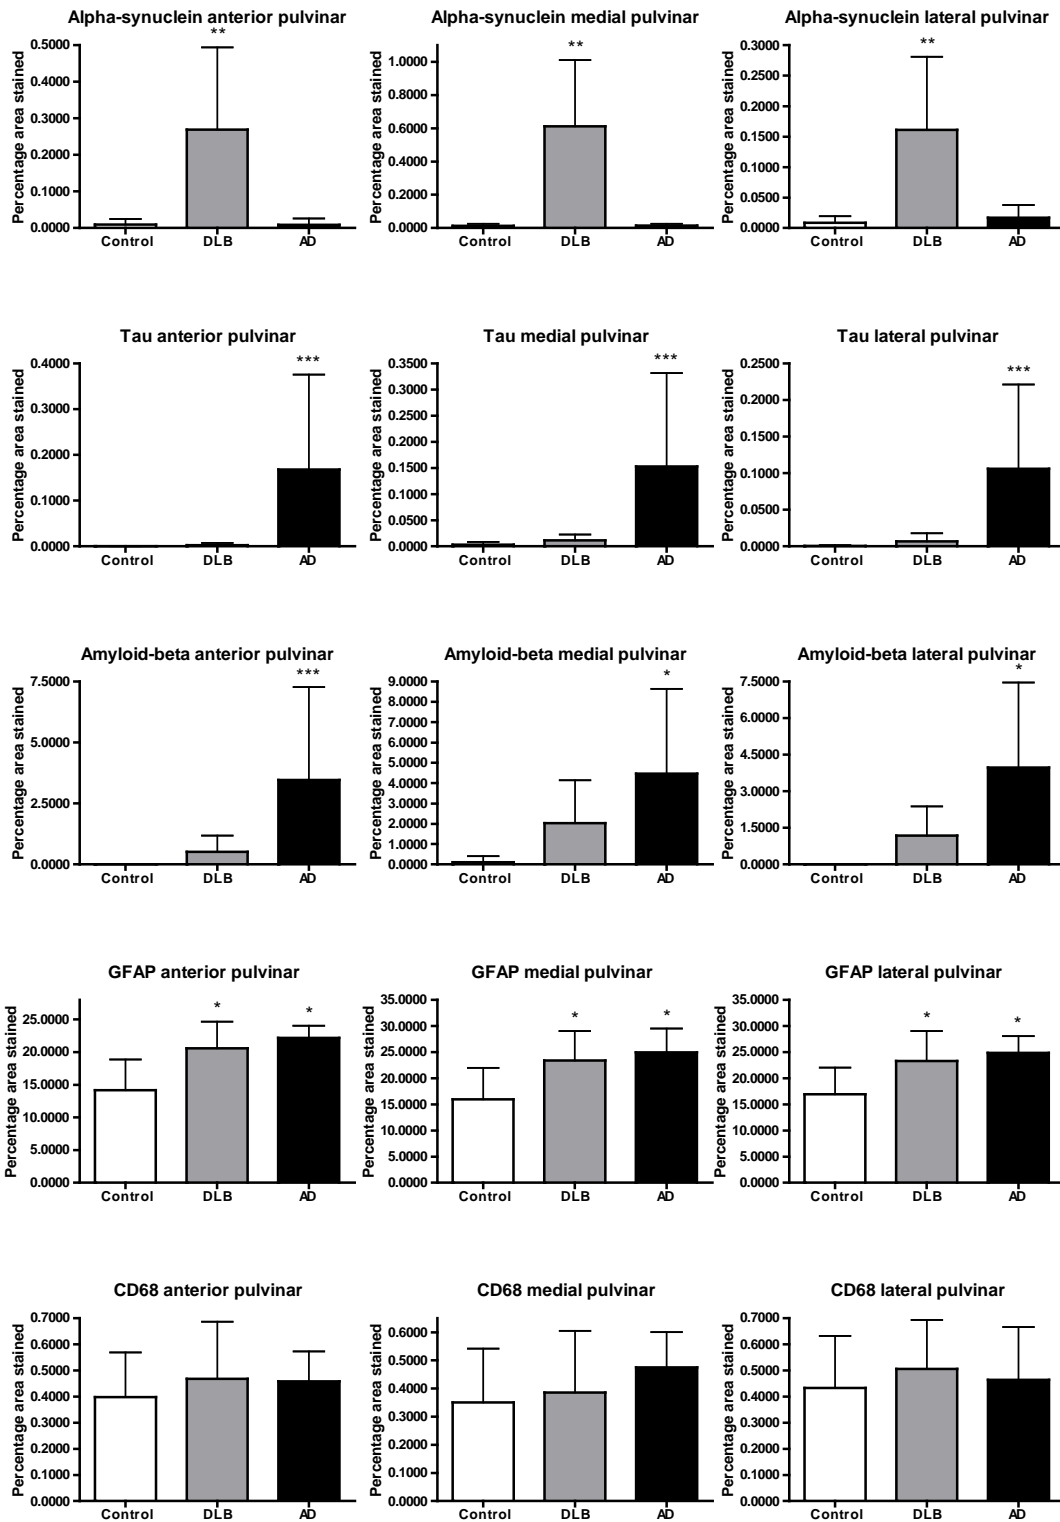 Alpha-synuclein anterior pulvinar
Percentage area stained
0.5000
0.4000
0.3000
0.2000
0.1000
0.0000
**
Control DLB AD
Alpha-synuclein medial pulvinar
Percentage area stained
1.0000
0.8000
0.6000
0.4000
0.2000
0.0000
**
Control DLB AD
Alpha-synuclein lateral pulvinar
Percentage area stained
0.3000
0.2500
0.2000
0.1500
0.1000
0.0500
0.0000
**
Control DLB AD
Tau anterior pulvinar
Percentage area stained
0.4000
0.3000
0.2000
0.1000
0.0000
***
Control DLB AD
Tau medial pulvinar
Percentage area stained
0.3500
0.3000
0.2500
0.2000
0.1500
0.1000
0.0500
0.0000
***
Control DLB AD
Tau lateral pulvinar
Percentage area stained
0.2500
0.2000
0.1500
0.1000
0.0500
0.0000
***
Control DLB AD
Amyloid-beta anterior pulvinar
Percentage area stained
7.5000
5.0000
2.5000
0.0000
***
Control DLB AD
Amyloid-beta medial pulvinar
Percentage area stained
9.0000
8.0000
7.0000
6.0000
5.0000
4.0000
3.0000
2.0000
1.0000
0.0000
*
Control DLB AD
Amyloid-beta lateral pulvinar
Percentage area stained
7.5000
6.0000
4.5000
3.0000
1.5000
0.0000
*
Control DLB AD
GFAP anterior pulvinar
Percentage area stained
25.0000
20.0000
15.0000
10.0000
5.0000
0.0000
* *
Control DLB AD
GFAP medial pulvinar
Percentage area stained
35.0000
30.0000
25.0000
20.0000
15.0000
10.0000
5.0000
0.0000
* *
Control DLB AD
GFAP lateral pulvinar
Percentage area stained
35.0000
30.0000
25.0000
20.0000
15.0000
10.0000
5.0000
0.0000
* *
Control DLB AD
CD68 anterior pulvinar
Percentage area stained
0.7000
0.6000
0.5000
0.4000
0.3000
0.2000
0.1000
0.0000
Control DLB AD
CD68 medial pulvinar
Percentage area stained
0.6000
0.5000
0.4000
0.3000
0.2000
0.1000
0.0000
Control DLB AD
CD68 lateral pulvinar
Percentage area stained
0.7000
0.6000
0.5000
0.4000
0.3000
0.2000
0.1000
0.0000
Control DLB AD